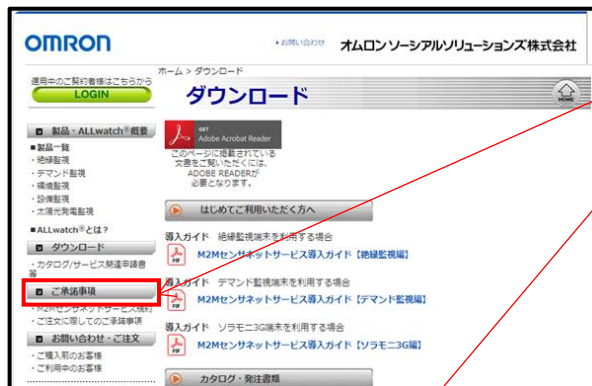 OMRON
・お問い合わせ
オムロン ソーシアルソリューションズ株式会社
運用中のご契約者様はこちらから
LOGIN
ホーム > ダウンロード
ダウンロード
HOME
製品・ALLwatch®概要
■製品一覧
・絶縁監視
・デマンド監視
・環境監視
・設備監視
・太陽光発電監視
■ALLwatch®とは？
ダウンロード
・カタログ/サービス関連申請書
等
ご承諾事項
・M2Mセンサネットサービス規約
・ご注文に際してのご承諾事項
お問い合わせ・ご注文
・ご購入前のお客様
・ご利用中のお客様
GET
Adobe Acrobat Reader
このページに掲載されている
文書をご覧いただくには、
ADOBE READERが
必要となります。
はじめてご利用いただく方へ
導入ガイド 絶縁監視端末を利用する場合
PDF
M2Mセンサネットサービス導入ガイド【絶縁監視編】
導入ガイド デマンド監視端末を利用する場合
PDF
M2Mセンサネットサービス導入ガイド【デマンド監視編】
導入ガイド ソラモニ3G端末を利用する場合
PDF
M2Mセンサネットサービス導入ガイド【ソラモニ3G編】
カタログ・発注書類